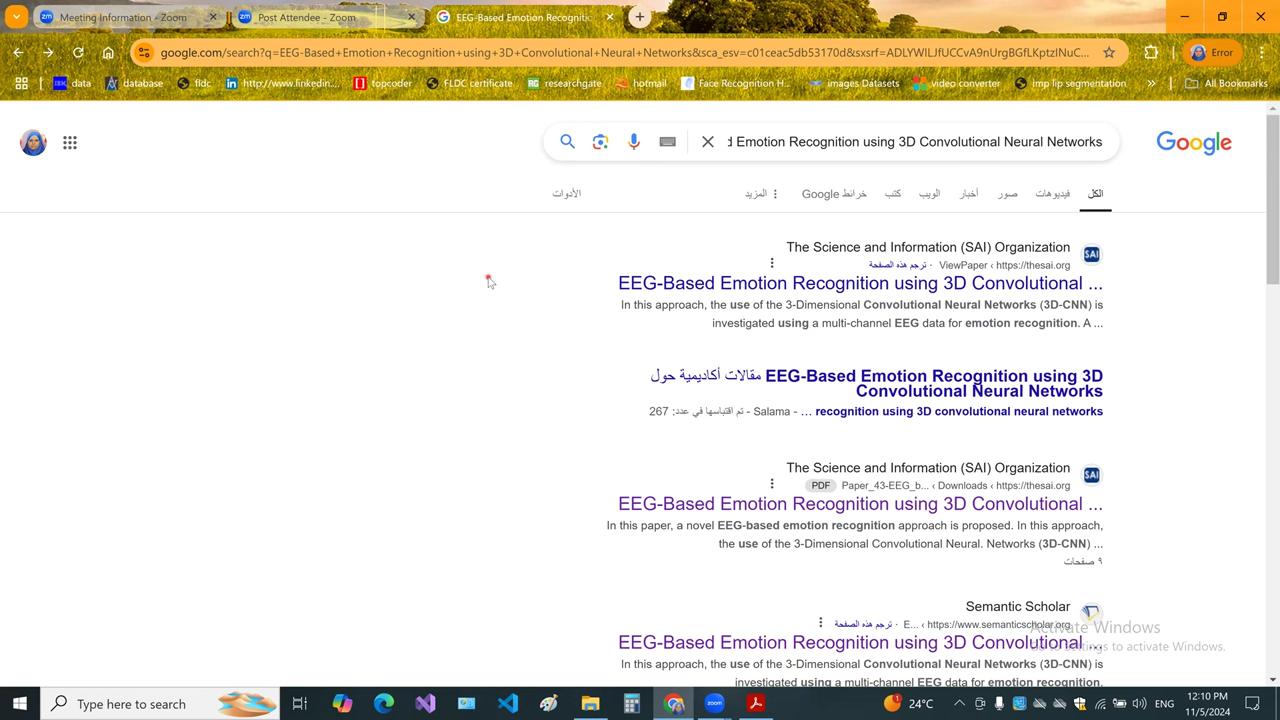 Meeting Information - Zoom
Post Attendee - Zoom
EEG-Based Emotion Recognitic
google.com/search?q=EEG-Based+Emotion+Recognition+using+3D+Convolutional+Neural+Networks&sca_esv=c01ceac5db53170d&sxsrf=ADLYWILJfUCCvA9nUrgBGfLKptzINuC...
Error
data
database
fldc
http://www.linkedin....
topcoder
FLDC certificate
researchgate
hotmail
Face Recognition H...
images Datasets
video converter
imp lip segmentation
All Bookmarks
d Emotion Recognition using 3D Convolutional Neural Networks
Google
الكل
فيديوهات
صور
أخبار
الويب
كتب
خرائط Google
المزيد
الأدوات
The Science and Information (SAI) Organization
https://thesai.org › ViewPaper · ترجم هذه الصفحة
EEG-Based Emotion Recognition using 3D Convolutional ...
In this approach, the use of the 3-Dimensional Convolutional Neural Networks (3D-CNN) is
investigated using a multi-channel EEG data for emotion recognition. A ...
مقالات أكاديمية حول EEG-Based Emotion Recognition using 3D
Convolutional Neural Networks
recognition using 3D convolutional neural networks ... - Salama - تم اقتباسها في عدد: 267
The Science and Information (SAI) Organization
https://thesai.org › Downloads › Paper_43-EEG_b... PDF
EEG-Based Emotion Recognition using 3D Convolutional ...
In this paper, a novel EEG-based emotion recognition approach is proposed. In this approach,
the use of the 3-Dimensional Convolutional Neural. Networks (3D-CNN) ...
٩ صفحات
Semantic Scholar
https://www.semanticscholar.org › E... · ترجم هذه الصفحة
EEG-Based Emotion Recognition using 3D Convolutional ...
In this approach, the use of the 3-Dimensional Convolutional Neural Networks (3D-CNN) is
investigated using a multi-channel EEG data for emotion recognition.
Activate Windows
Go to Settings to activate Windows.
Type here to search
zoom
1
24°C
ENG
12:10 PM
11/5/2024